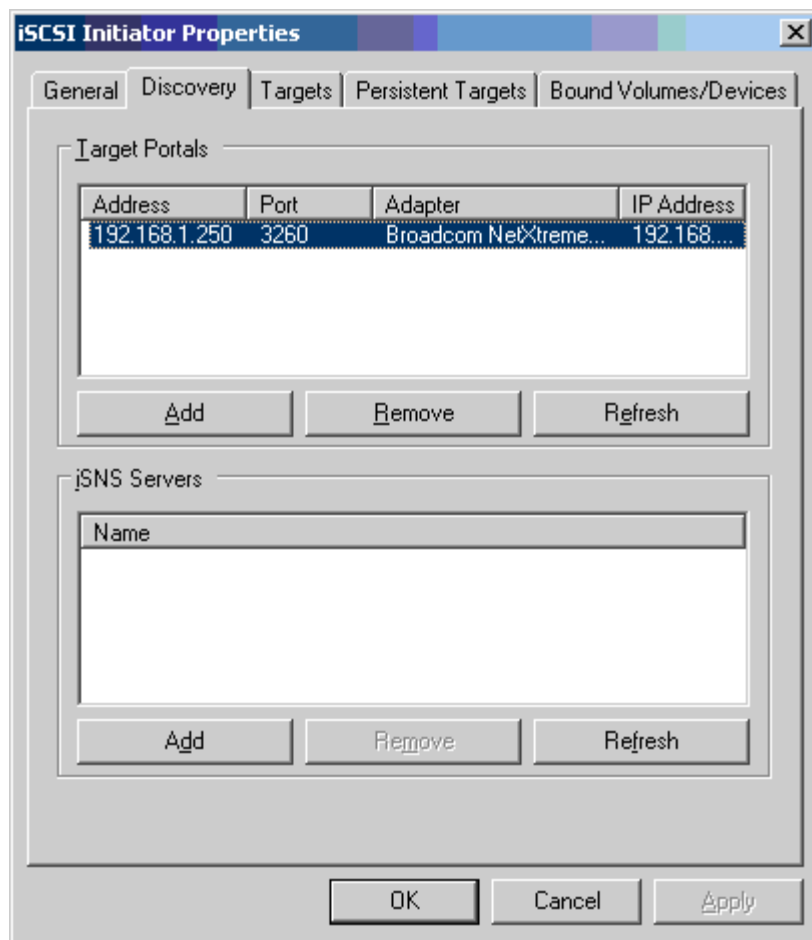 iSCSI Initiator Properties
General Discovery Targets Persistent Targets Bound Volumes/Devices
Target Portals
Address Port Adapter IP Address
192.168.1.250 3260 Broadcom NetXtreme... 192.168....
Add Remove Refresh
iSNS Servers
Name
Add Remove Refresh
OK Cancel Apply